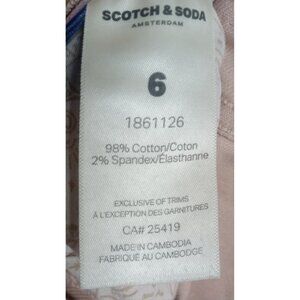 SCOTCH & SODA
AMSTERDAM
6
1861126
98% Cotton/Coton
2% Spandex/Élasthanne
EXCLUSIVE OF TRIMS
À L'EXCEPTION DES GARNITURES
CA# 25419
MADE IN CAMBODIA
FABRIQUÉ AU CAMBODGE